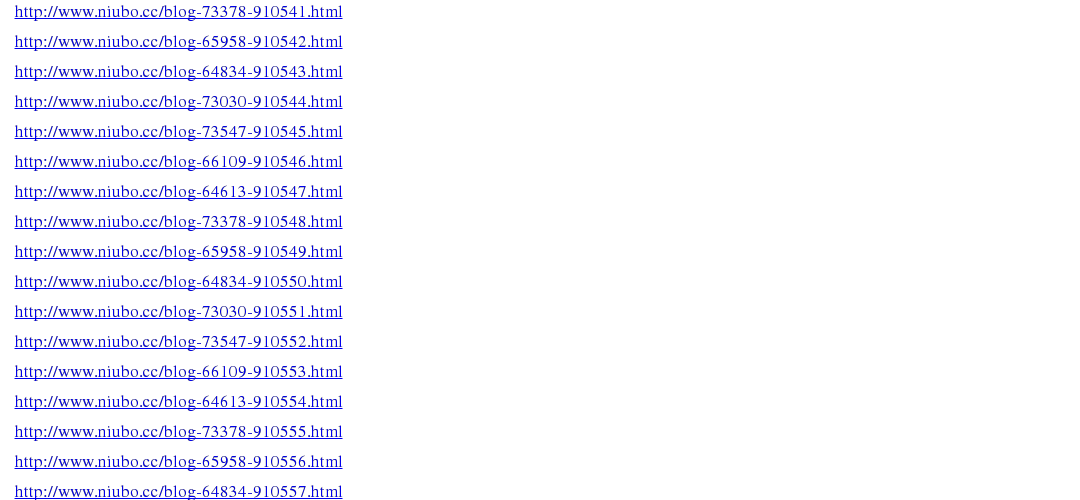 http://www.niubo.cc/blog-73378-910541.html
http://www.niubo.cc/blog-65958-910542.html
http://www.niubo.cc/blog-64834-910543.html
http://www.niubo.cc/blog-73030-910544.html
http://www.niubo.cc/blog-73547-910545.html
http://www.niubo.cc/blog-66109-910546.html
http://www.niubo.cc/blog-64613-910547.html
http://www.niubo.cc/blog-73378-910548.html
http://www.niubo.cc/blog-65958-910549.html
http://www.niubo.cc/blog-64834-910550.html
http://www.niubo.cc/blog-73030-910551.html
http://www.niubo.cc/blog-73547-910552.html
http://www.niubo.cc/blog-66109-910553.html
http://www.niubo.cc/blog-64613-910554.html
http://www.niubo.cc/blog-73378-910555.html
http://www.niubo.cc/blog-65958-910556.html
http://www.niubo.cc/blog-64834-910557.html